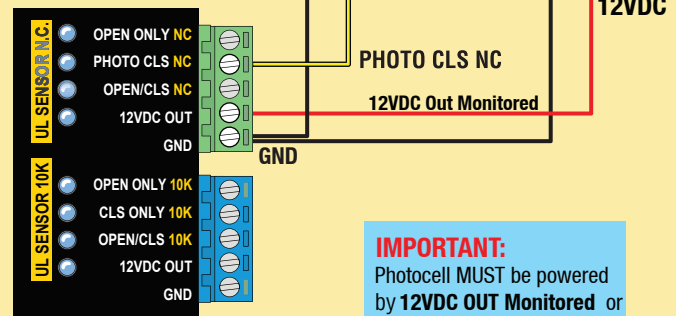 12VDC
UL SENSOR N.C.
OPEN ONLY NC
PHOTO CLS NC
OPEN/CLS NC
12VDC OUT
GND
PHOTO CLS NC
12VDC Out Monitored
GND
UL SENSOR 10K
OPEN ONLY 10K
CLS ONLY 10K
OPEN/CLS 10K
12VDC OUT
GND
IMPORTANT:
Photocell MUST be powered
by 12VDC OUT Monitored or